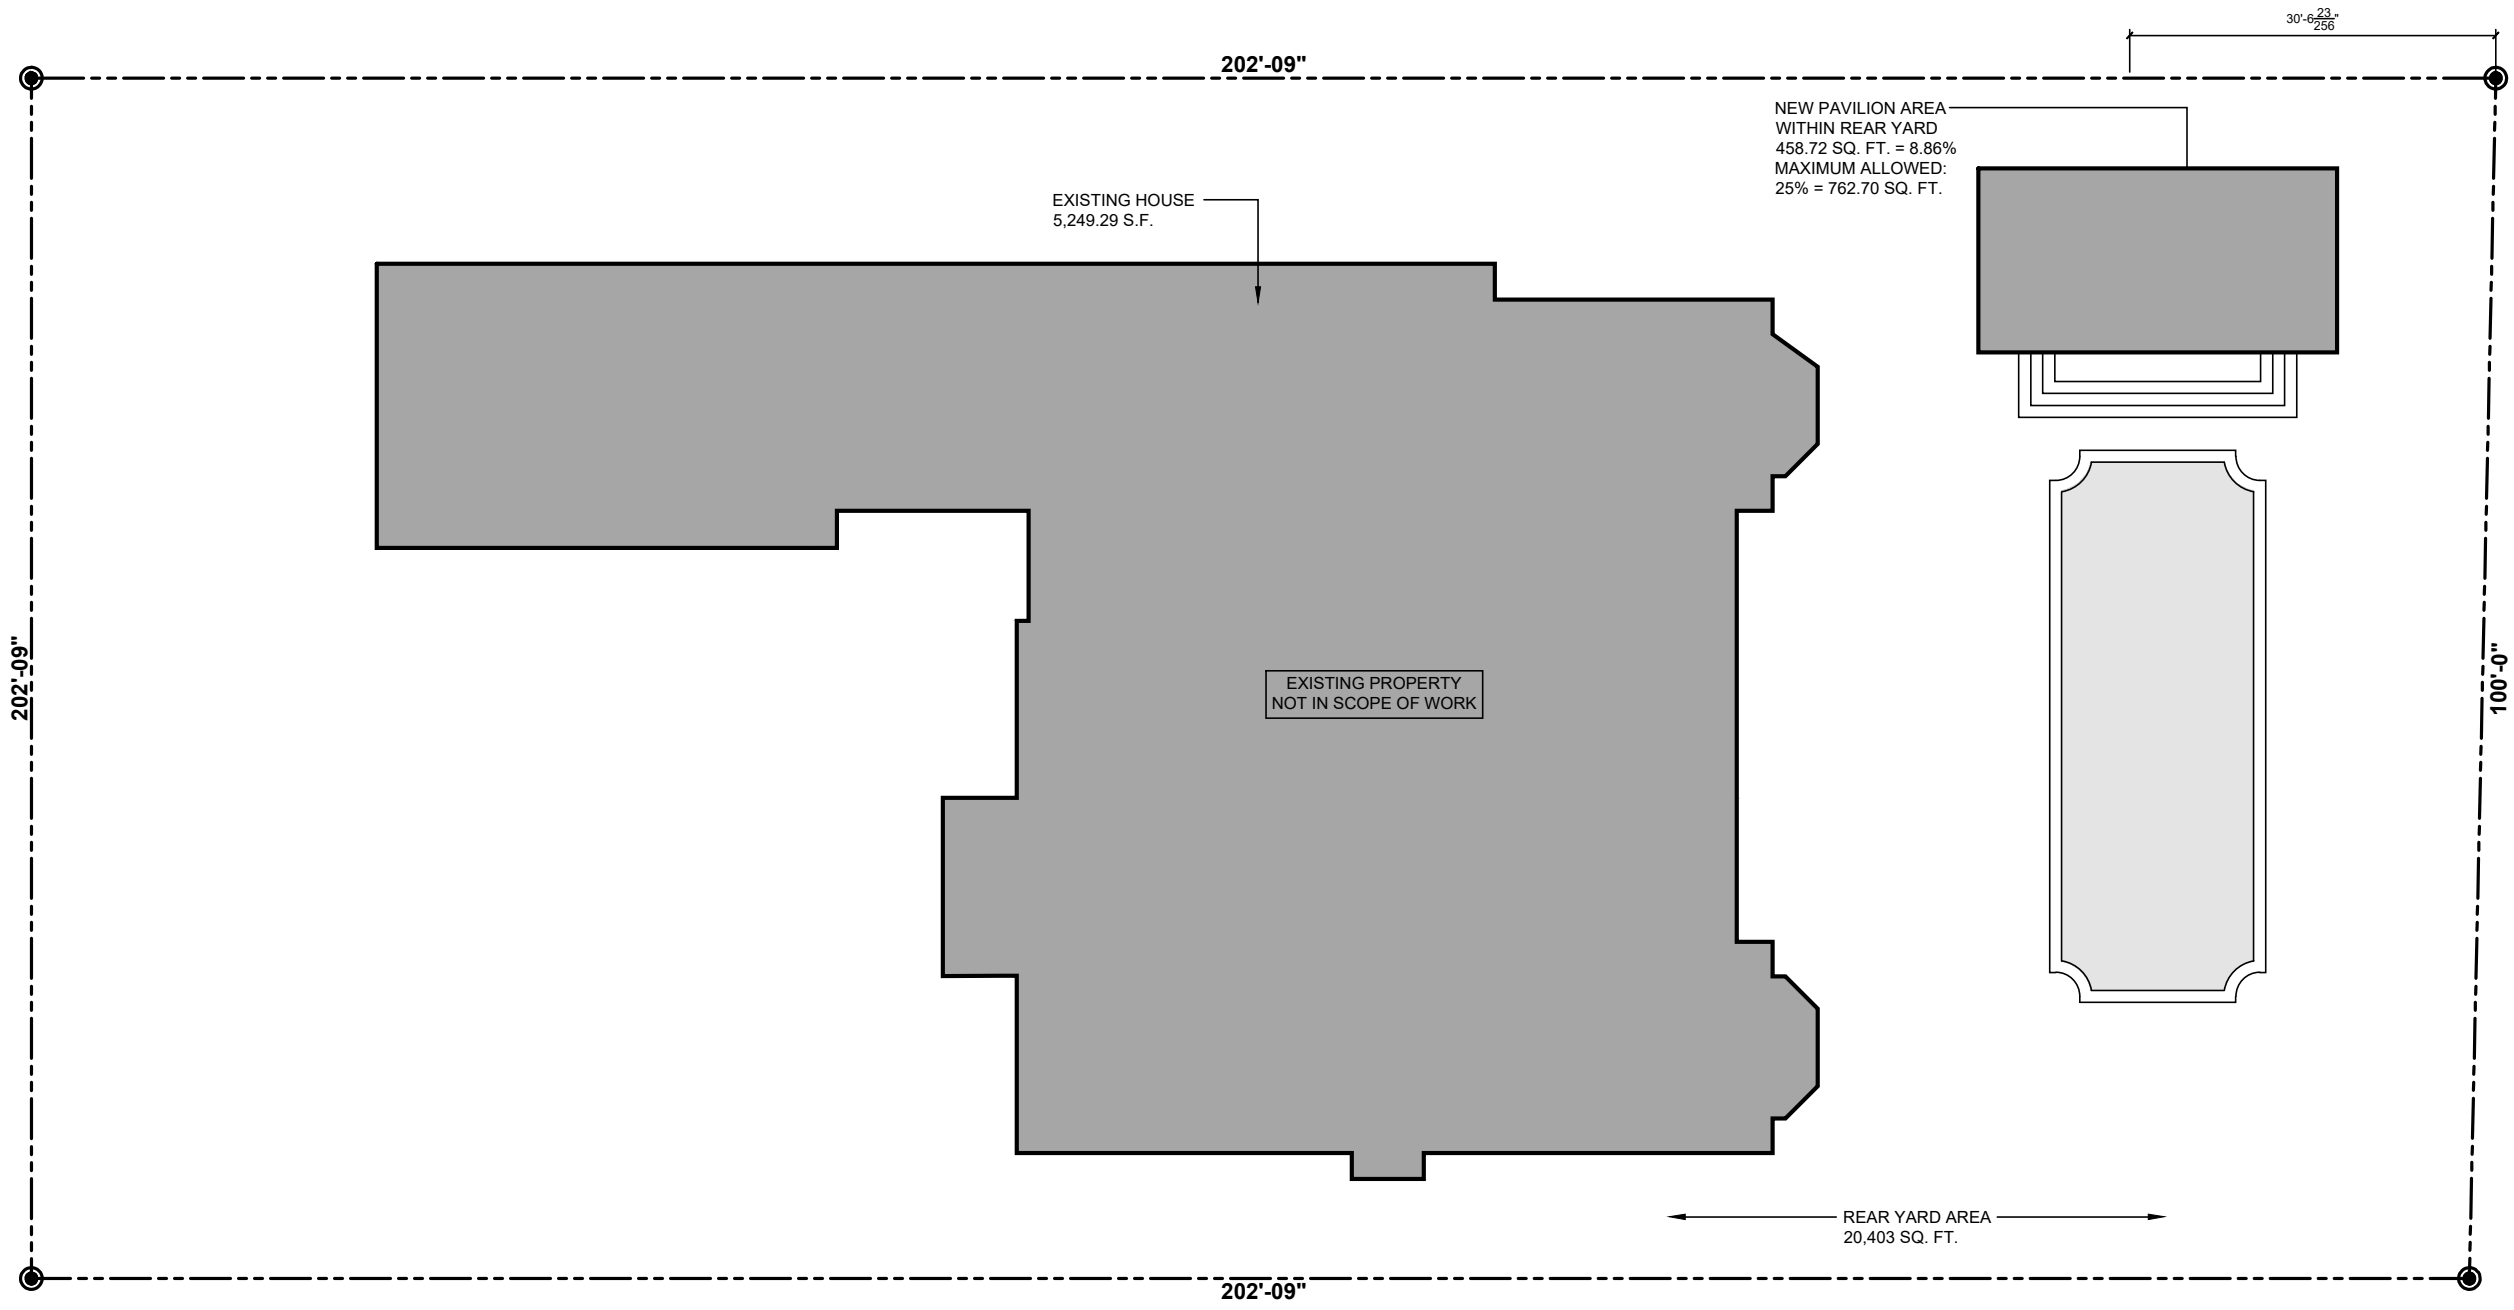 30'-6 23/256"
202'-09"
NEW PAVILION AREA
WITHIN REAR YARD
458.72 SQ. FT. = 8.86%
MAXIMUM ALLOWED:
25% = 762.70 SQ. FT.
EXISTING HOUSE
5,249.29 S.F.
202'-09"
100'-0"
EXISTING PROPERTY
NOT IN SCOPE OF WORK
REAR YARD AREA
20,403 SQ. FT.
202'-09"